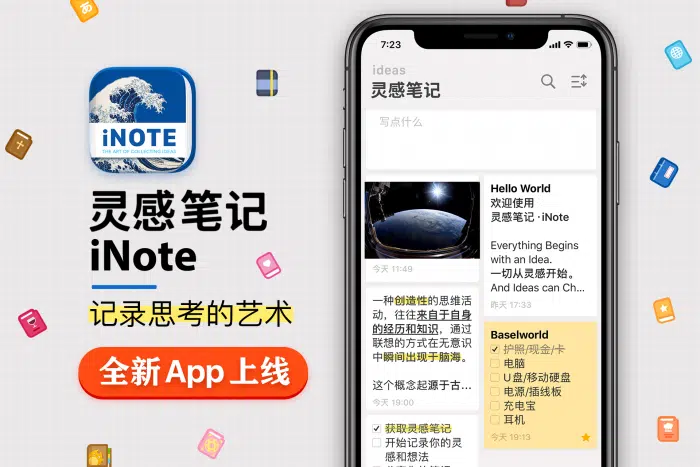 iNOTE
THE ART OF COLLECTING IDEAS
灵感笔记
iNote
记录思考的艺术
全新 App 上线
7:23
ideas
灵感笔记
写点什么
今天 11:49
一种创造性的思维活
动，往往来自于自身
的经历和知识，通过
联想的方式在无意识
中瞬间出现于脑海。
这个概念起源于古...
今天 19:00
获取灵感笔记
开始记录你的灵
感和想法
Hello World
欢迎使用
灵感笔记 · iNote
Everything Begins
with an Idea.
一切从灵感开始。
And Ideas can Ch...
昨天 17:33
Baselworld
护照/现金/卡
电脑
U 盘/移动硬盘
电源/插线板
充电宝
耳机
今天 19:13
あ